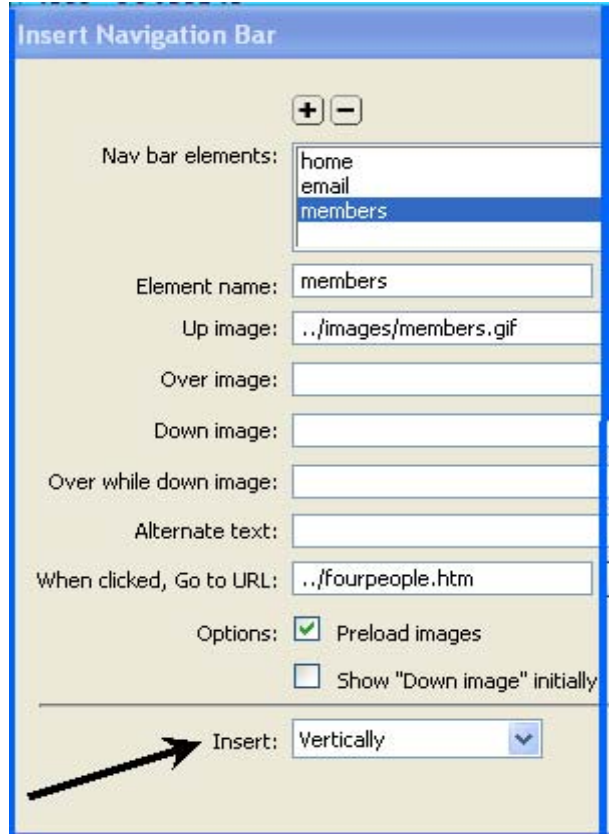 Insert Navigation Bar
Nav bar elements:
home
email
members
Element name: members
Up image: ../images/members.gif
Over image:
Down image:
Over while down image:
Alternate text:
When clicked, Go to URL: ../fourpeople.htm
Options: Preload images
Show "Down image" initially
Insert: Vertically